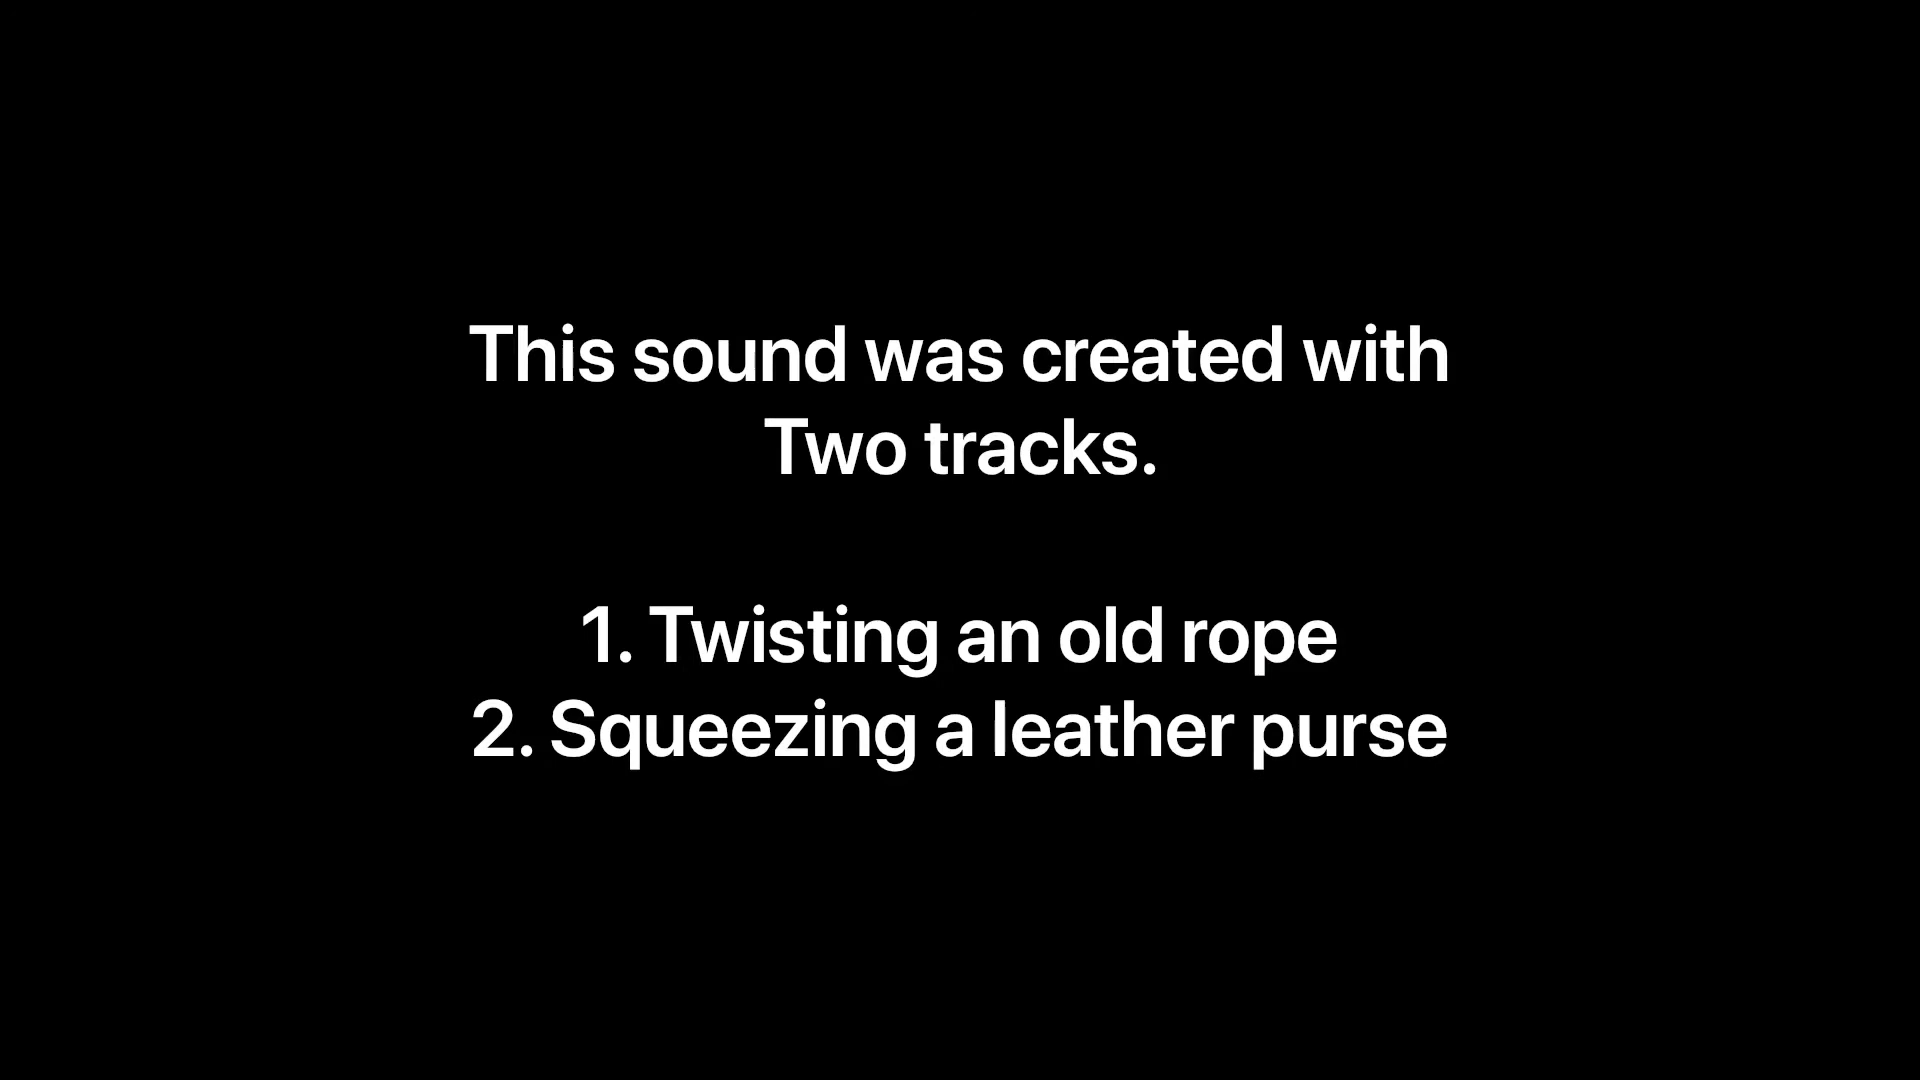 This sound was created with
Two tracks.
1. Twisting an old rope
2. Squeezing a leather purse